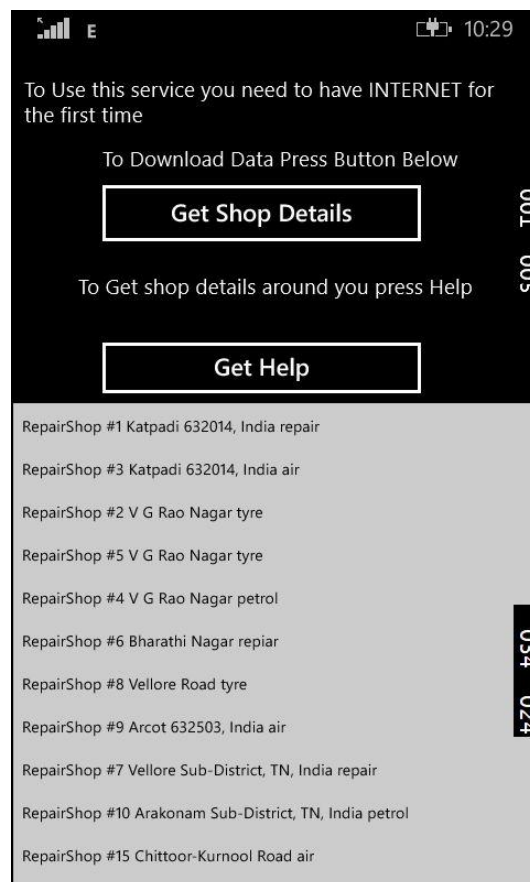 E 10:29
To Use this service you need to have INTERNET for
the first time
To Download Data Press Button Below
Get Shop Details
To Get shop details around you press Help
Get Help
RepairShop #1 Katpadi 632014, India repair
RepairShop #3 Katpadi 632014, India air
RepairShop #2 V G Rao Nagar tyre
RepairShop #5 V G Rao Nagar tyre
RepairShop #4 V G Rao Nagar petrol
RepairShop #6 Bharathi Nagar repiar
RepairShop #8 Vellore Road tyre
RepairShop #9 Arcot 632503, India air
RepairShop #7 Vellore Sub-District, TN, India repair
RepairShop #10 Arakonam Sub-District, TN, India petrol
RepairShop #15 Chittoor-Kurnool Road air
001 005
034 024